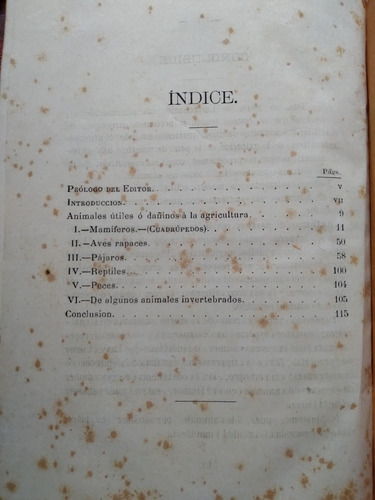 ÍNDICE.
Págs.
PRÓLOGO DEL EDITOR. . . . . . . . . . . . . . v
INTRODUCCION. . . . . . . . . . . . . . . . VII
Animales útiles ó dañinos à la agricultura. . . . . . . . 9
I.—Mamíferos.—(CUADRÚPEDOS). . . . . . . . . 11
II.—Aves rapaces. . . . . . . . . . . . . . 50
III.—Pájaros. . . . . . . . . . . . . . . . 58
IV.—Reptiles. . . . . . . . . . . . . . . . 100
V.—Peces. . . . . . . . . . . . . . . . . 104
VI.—De algunos animales invertebrados. . . . . . . . 105
Conclusion. . . . . . . . . . . . . . . . . 115